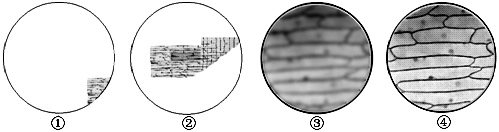 ① ② ③ ④